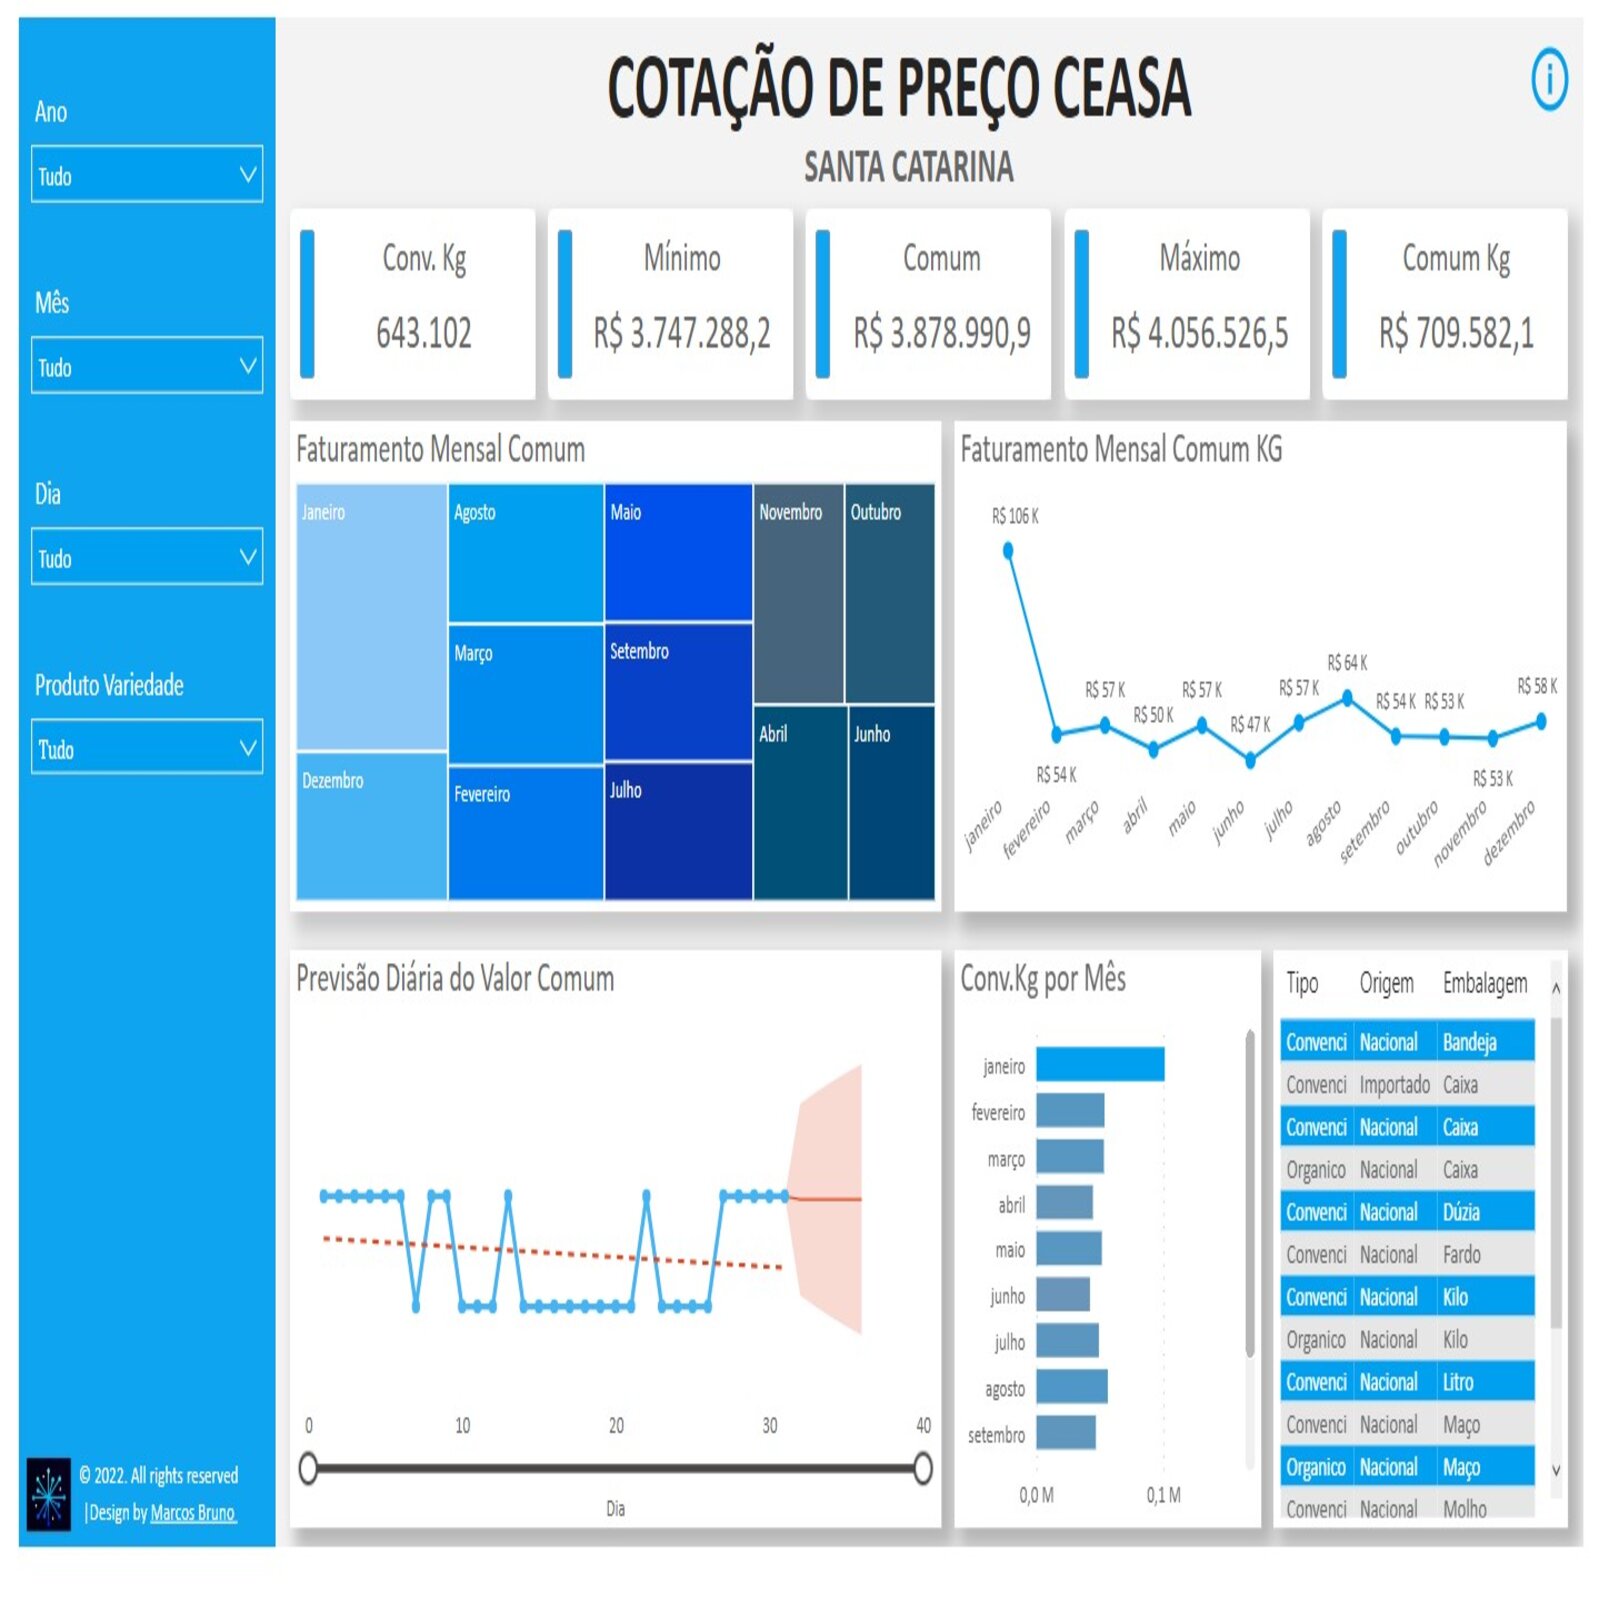 COTAÇÃO DE PREÇO CEASA
SANTA CATARINA
i
Ano
Tudo
Mês
Tudo
Dia
Tudo
Produto Variedade
Tudo
© 2022. All rights reserved
|Design by Marcos Bruno
Conv. Kg
643.102
Mínimo
R$ 3.747.288,2
Comum
R$ 3.878.990,9
Máximo
R$ 4.056.526,5
Comum Kg
R$ 709.582,1
Faturamento Mensal Comum
Janeiro
Dezembro
Agosto
Março
Fevereiro
Maio
Setembro
Julho
Novembro
Outubro
Abril
Junho
Faturamento Mensal Comum KG
R$ 106 K
R$ 54 K
R$ 57 K
R$ 50 K
R$ 57 K
R$ 47 K
R$ 57 K
R$ 64 K
R$ 54 K
R$ 53 K
R$ 53 K
R$ 58 K
janeiro
fevereiro
março
abril
maio
junho
julho
agosto
setembro
outubro
novembro
dezembro
Previsão Diária do Valor Comum
0 10 20 30 40
Dia
Conv.Kg por Mês
janeiro
fevereiro
março
abril
maio
junho
julho
agosto
setembro
0,0 M 0,1 M
Tipo Origem Embalagem
Convenci Nacional Bandeja
Convenci Importado Caixa
Convenci Nacional Caixa
Organico Nacional Caixa
Convenci Nacional Dúzia
Convenci Nacional Fardo
Convenci Nacional Kilo
Organico Nacional Kilo
Convenci Nacional Litro
Convenci Nacional Maço
Organico Nacional Maço
Convenci Nacional Molho